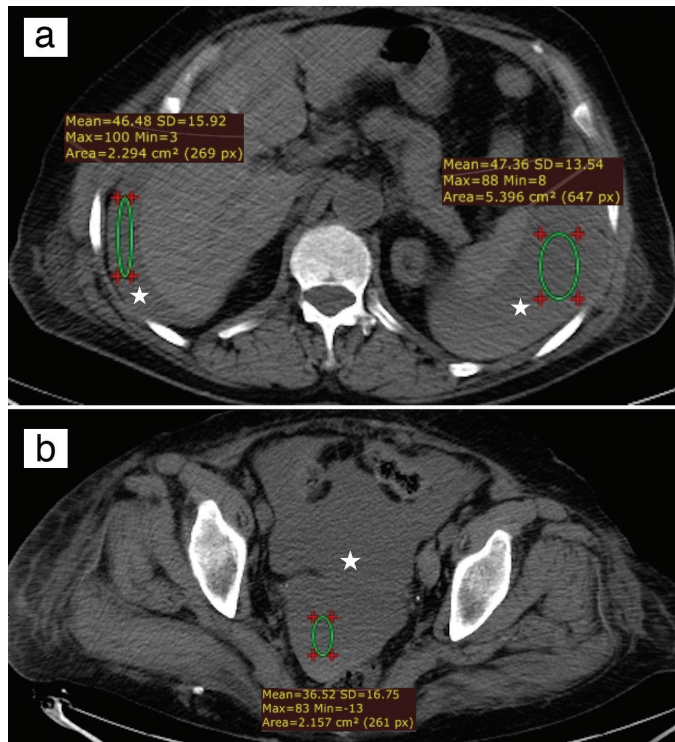 a
Mean=46.48 SD=15.92
Max=100 Min=3
Area=2.294 cm² (269 px)
Mean=47.36 SD=13.54
Max=88 Min=8
Area=5.396 cm² (647 px)
b
Mean=36.52 SD=16.75
Max=83 Min=-13
Area=2.157 cm² (261 px)